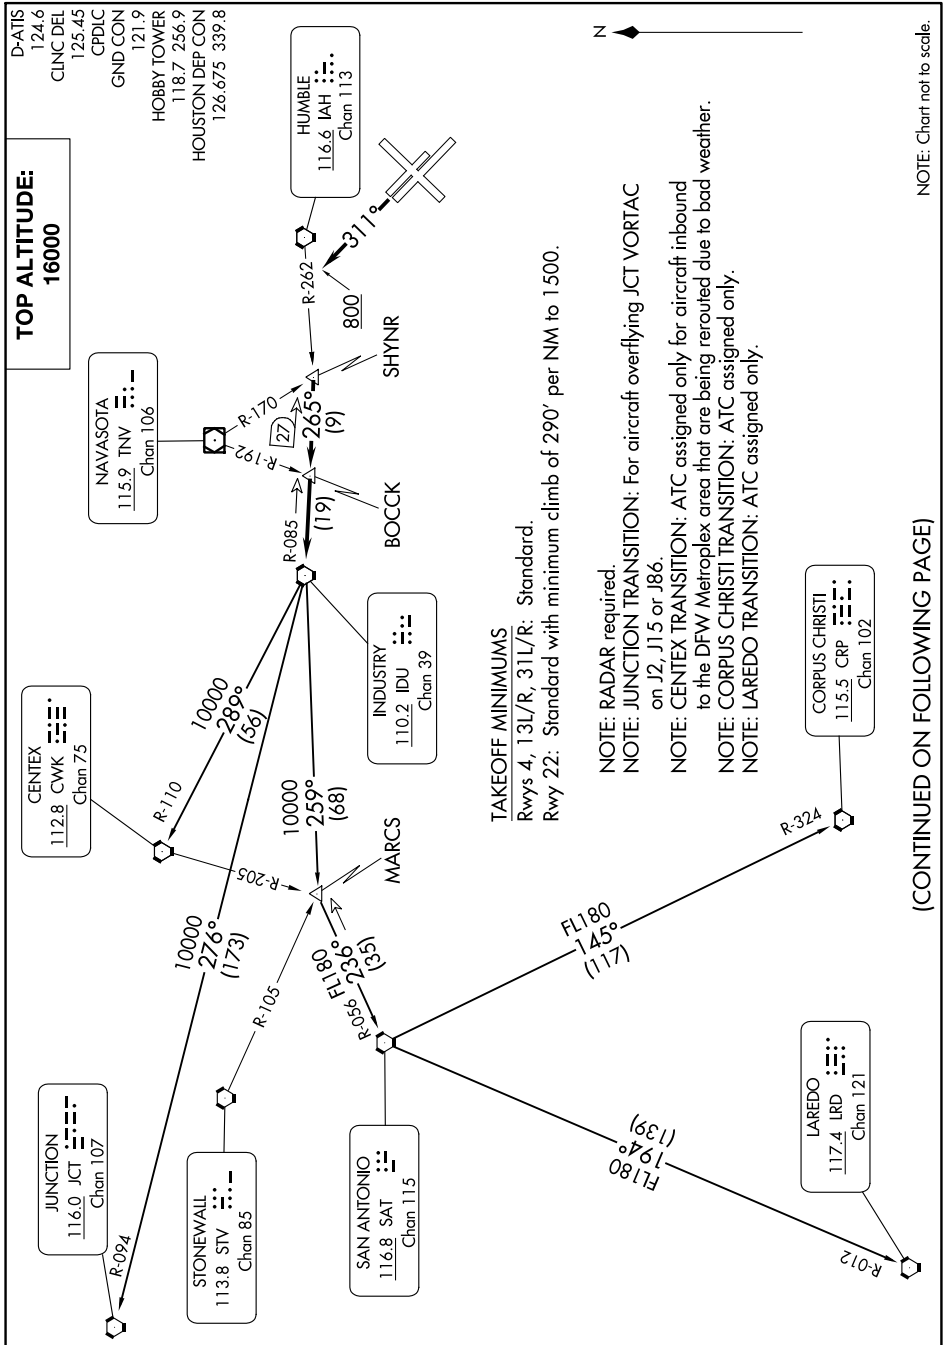 TOP ALTITUDE:
16000
D-ATIS
124.6
CLNC DEL
125.45
CPDLC
GND CON
121.9
HOBBY TOWER
118.7 256.9
HOUSTON DEP CON
126.675 339.8
JUNCTION
116.0 JCT
Chan 107
R-094
CENTEX
112.8 CWK
Chan 75
R-110
R-205
NAVASOTA
115.9 TNV
Chan 106
R-170
R-192
HUMBLE
116.6 IAH
Chan 113
R-262
311°
800
SHYNR
27
265°
(9)
BOCCK
(19)
R-085
INDUSTRY
110.2 IDU
Chan 39
10000
289°
(56)
10000
276°
(173)
10000
259°
(68)
MARCS
STONEWALL
113.8 STV
Chan 85
R-105
FL180
236°
(35)
R-056
SAN ANTONIO
116.8 SAT
Chan 115
FL180
145°
(117)
R-324
CORPUS CHRISTI
115.5 CRP
Chan 102
FL180
194°
(139)
R-012
LAREDO
117.4 LRD
Chan 121
N
TAKEOFF MINIMUMS
Rwys 4, 13L/R, 31L/R: Standard.
Rwy 22: Standard with minimum climb of 290' per NM to 1500.
NOTE: RADAR required.
NOTE: JUNCTION TRANSITION: For aircraft overflying JCT VORTAC
on J2, J15 or J86.
NOTE: CENTEX TRANSITION: ATC assigned only for aircraft inbound
to the DFW Metroplex area that are being rerouted due to bad weather.
NOTE: CORPUS CHRISTI TRANSITION: ATC assigned only.
NOTE: LAREDO TRANSITION: ATC assigned only.
(CONTINUED ON FOLLOWING PAGE)
NOTE: Chart not to scale.